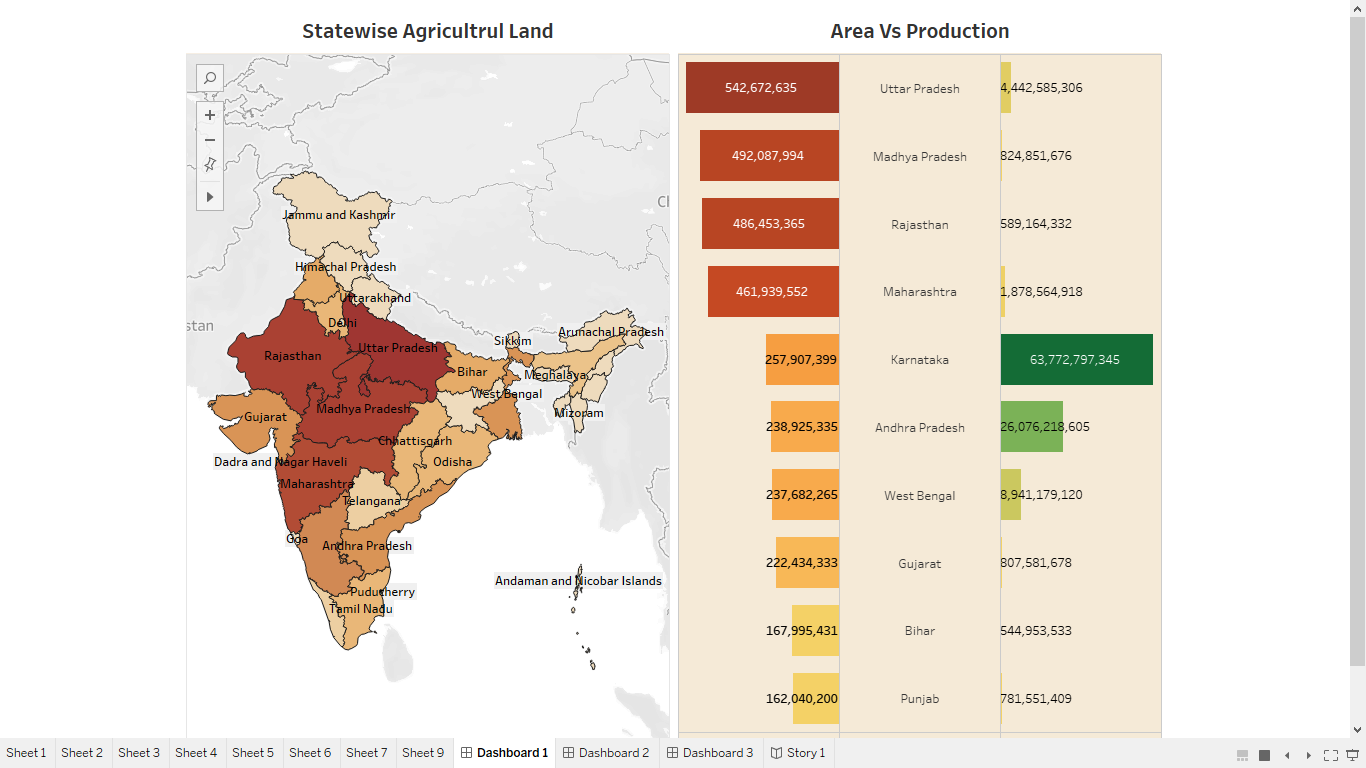 Statewise Agricultrul Land
Area Vs Production
stan
Jammu and Kashmir
Himachal Pradesh
Uttarakhand
Delhi
Rajasthan
Uttar Pradesh
Sikkim
Arunachal Pradesh
Bihar
Meghalaya
West Bengal
Mizoram
Gujarat
Madhya Pradesh
Chhattisgarh
Dadra and Nagar Haveli
Odisha
Maharashtra
Telangana
Goa
Andhra Pradesh
Puducherry
Tamil Nadu
Andaman and Nicobar Islands
542,672,635 Uttar Pradesh 4,442,585,306
492,087,994 Madhya Pradesh 824,851,676
486,453,365 Rajasthan 589,164,332
461,939,552 Maharashtra 1,878,564,918
257,907,399 Karnataka 63,772,797,345
238,925,335 Andhra Pradesh 26,076,218,605
237,682,265 West Bengal 8,941,179,120
222,434,333 Gujarat 807,581,678
167,995,431 Bihar 544,953,533
162,040,200 Punjab 781,551,409
Sheet 1 Sheet 2 Sheet 3 Sheet 4 Sheet 5 Sheet 6 Sheet 7 Sheet 9 Dashboard 1 Dashboard 2 Dashboard 3 Story 1